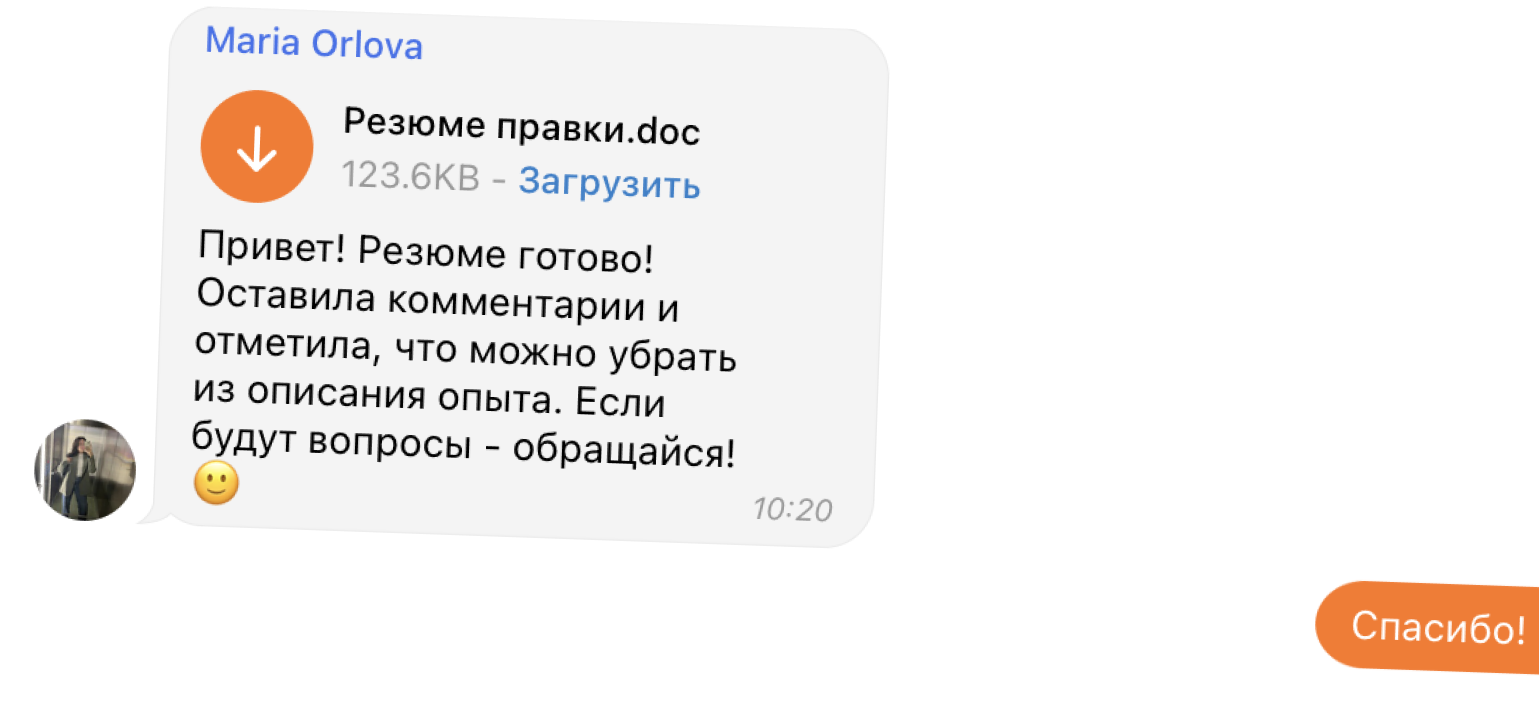 Maria Orlova
Резюме правки.doc
123.6KB - Загрузить
Привет! Резюме готово!
Оставила комментарии и
отметила, что можно убрать
из описания опыта. Если
будут вопросы - обращайся!
🙂
10:20
Спасибо!